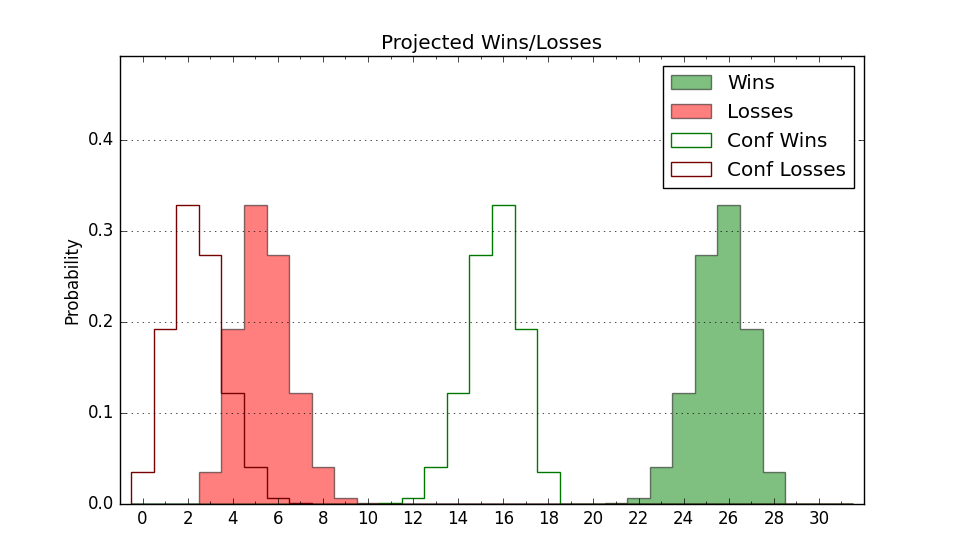 Projected Wins/Losses
Wins
Losses
Conf Wins
Conf Losses
Probability
0.4
0.3
0.2
0.1
0.0
0 2 4 6 8 10 12 14 16 18 20 22 24 26 28 30